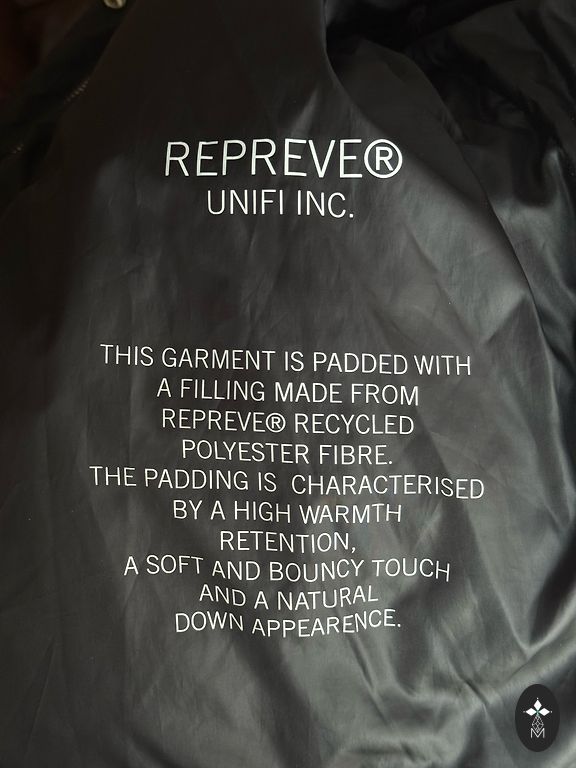 REPREVE®
UNIFI INC.
THIS GARMENT IS PADDED WITH
A FILLING MADE FROM
REPREVE® RECYCLED
POLYESTER FIBRE.
THE PADDING IS CHARACTERISED
BY A HIGH WARMTH
RETENTION,
A SOFT AND BOUNCY TOUCH
AND A NATURAL
DOWN APPEARENCE.
M